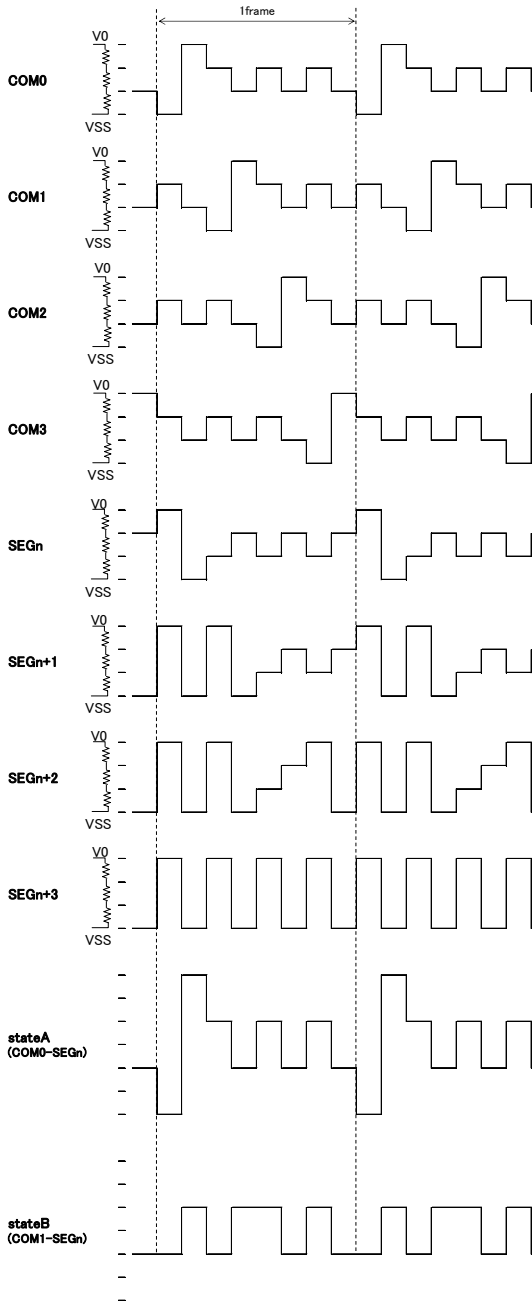 1frame
V0
COM0
VSS
V0
COM1
VSS
V0
COM2
VSS
V0
COM3
VSS
V0
SEGn
VSS
V0
SEGn+1
VSS
V0
SEGn+2
VSS
V0
SEGn+3
VSS
stateA
(COM0-SEGn)
stateB
(COM1-SEGn)